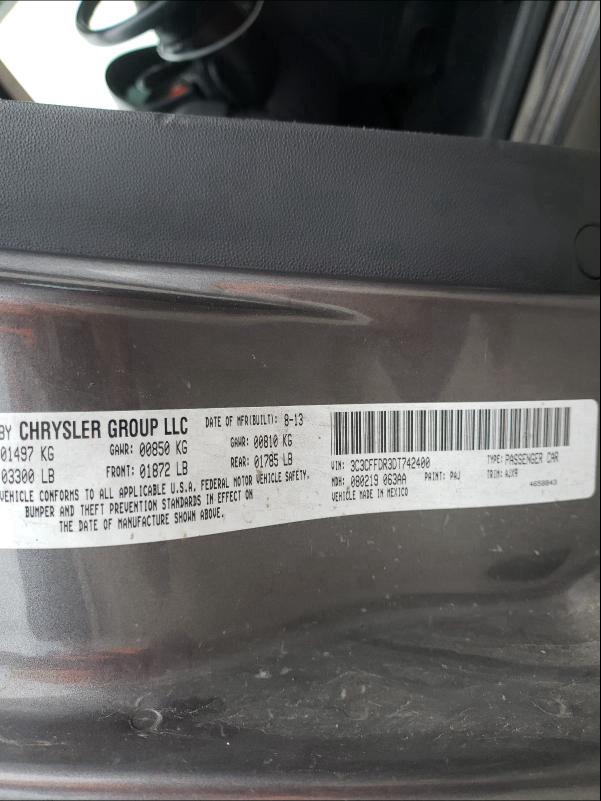 BY CHRYSLER GROUP LLC DATE OF MFR(BUILT): 8-13
01497 KG GAWR: 00850 KG GAWR: 00810 KG
03300 LB FRONT: 01872 LB REAR: 01785 LB
VEHICLE CONFORMS TO ALL APPLICABLE U.S.A. FEDERAL MOTOR VEHICLE SAFETY,
BUMPER AND THEFT PREVENTION STANDARDS IN EFFECT ON
THE DATE OF MANUFACTURE SHOWN ABOVE.
VIN: 3C3CFFDR3DT742400 TYPE: PASSENGER CAR
MDH: 080219 063AA PAINT: PAJ TRIM: AJX9
VEHICLE MADE IN MEXICO 4658043